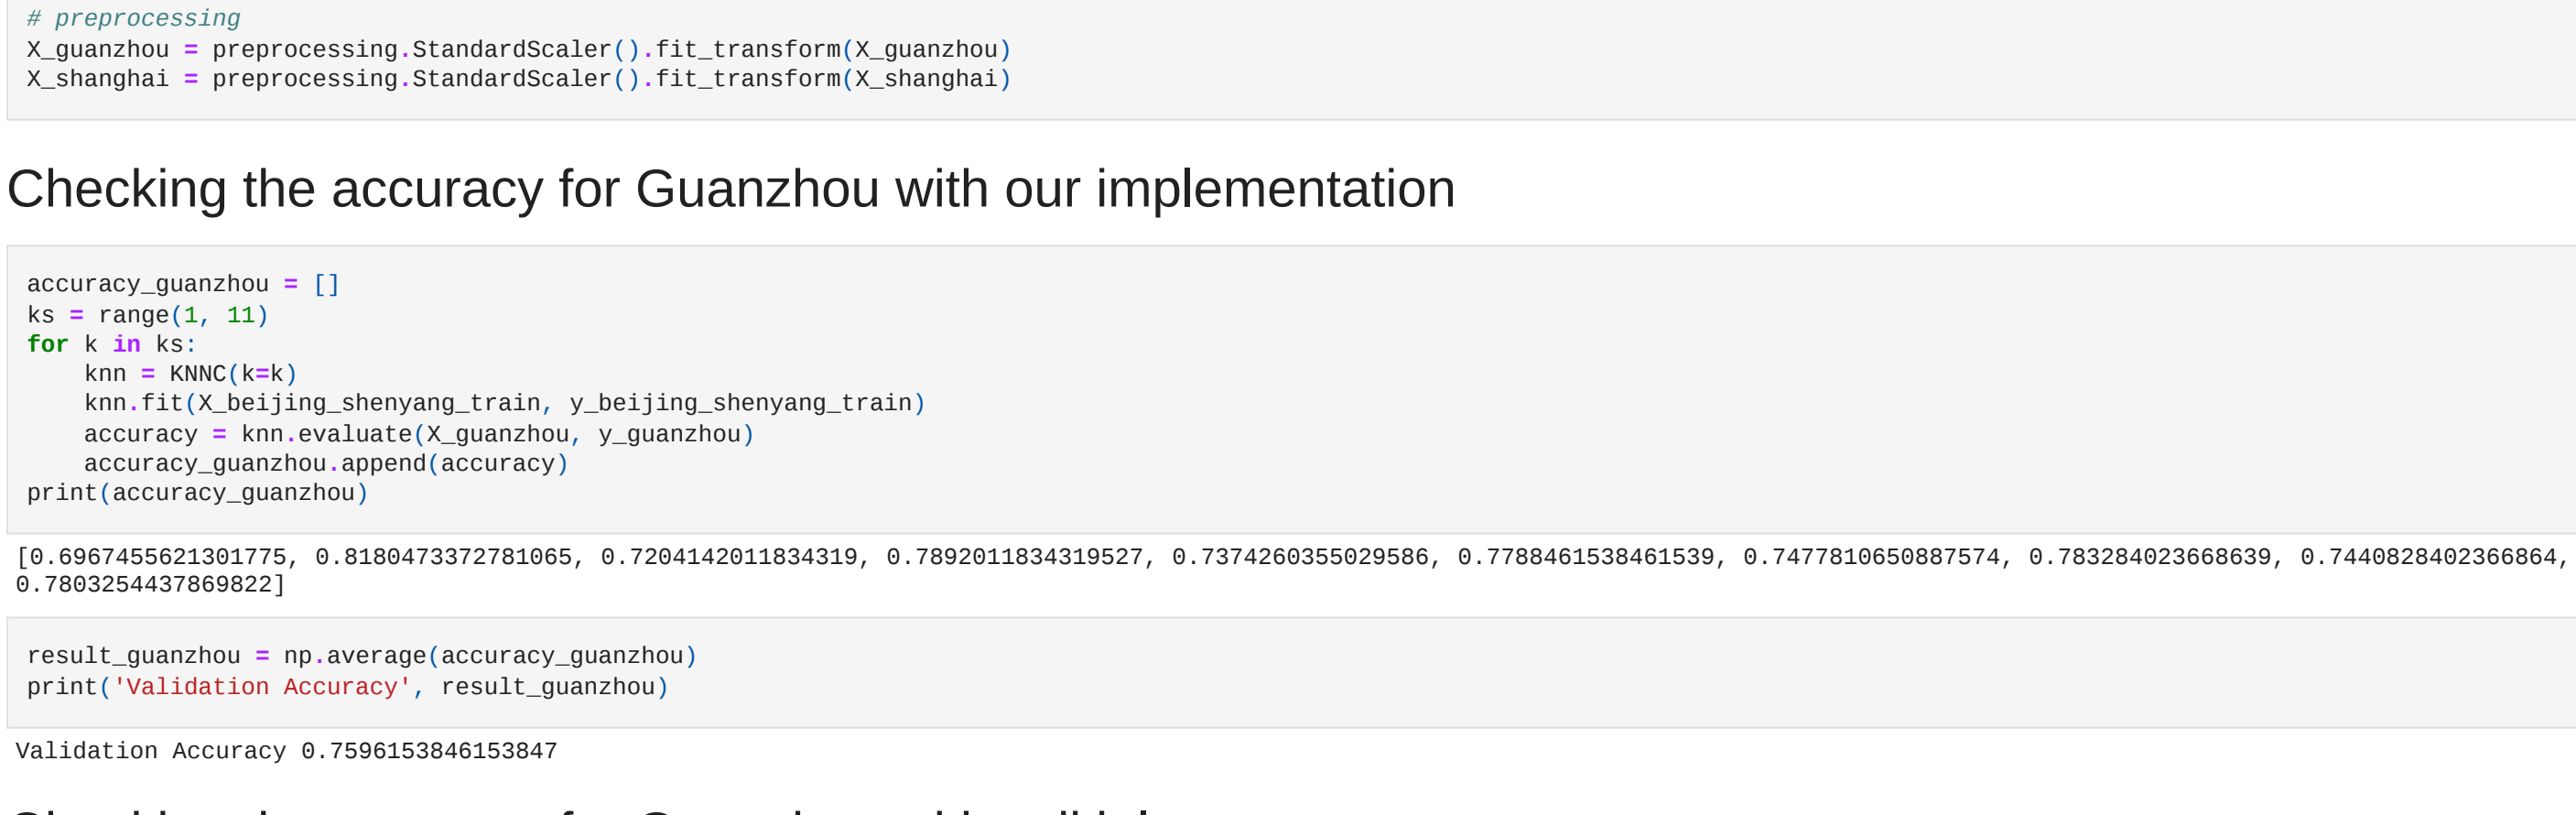 # preprocessing
X_guanzhou = preprocessing.StandardScaler().fit_transform(X_guanzhou)
X_shanghai = preprocessing.StandardScaler().fit_transform(X_shanghai)
Checking the accuracy for Guanzhou with our implementation
accuracy_guanzhou = []
ks = range(1, 11)
for k in ks:
    knn = KNNC(k=k)
    knn.fit(X_beijing_shenyang_train, y_beijing_shenyang_train)
    accuracy = knn.evaluate(X_guanzhou, y_guanzhou)
    accuracy_guanzhou.append(accuracy)
print(accuracy_guanzhou)
[0.6967455621301775, 0.8180473372781065, 0.7204142011834319, 0.7892011834319527, 0.7374260355029586, 0.7788461538461539, 0.7477810650887574, 0.783284023668639, 0.7440828402366864,
0.7803254437869822]
result_guanzhou = np.average(accuracy_guanzhou)
print('Validation Accuracy', result_guanzhou)
Validation Accuracy 0.7596153846153847